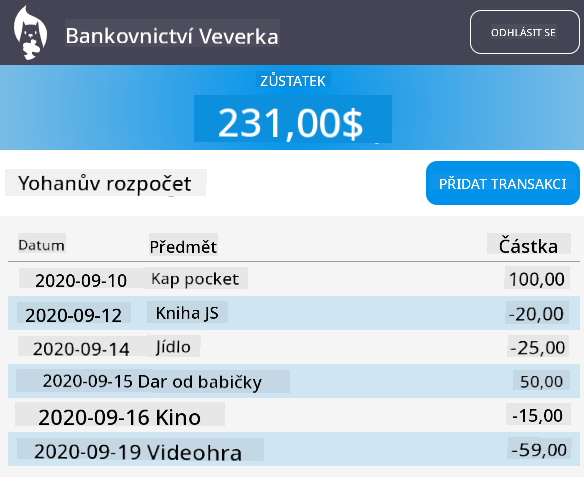 Bankovnictví Veverka
ODHLÁSIT SE
ZŮSTATEK
231,00$
Yohanův rozpočet
PŘIDAT TRANSAKCI
Datum Předmět Částka
2020-09-10 Kap pocket 100,00
2020-09-12 Kniha JS -20,00
2020-09-14 Jídlo -25,00
2020-09-15 Dar od babičky 50,00
2020-09-16 Kino -15,00
2020-09-19 Videohra -59,00